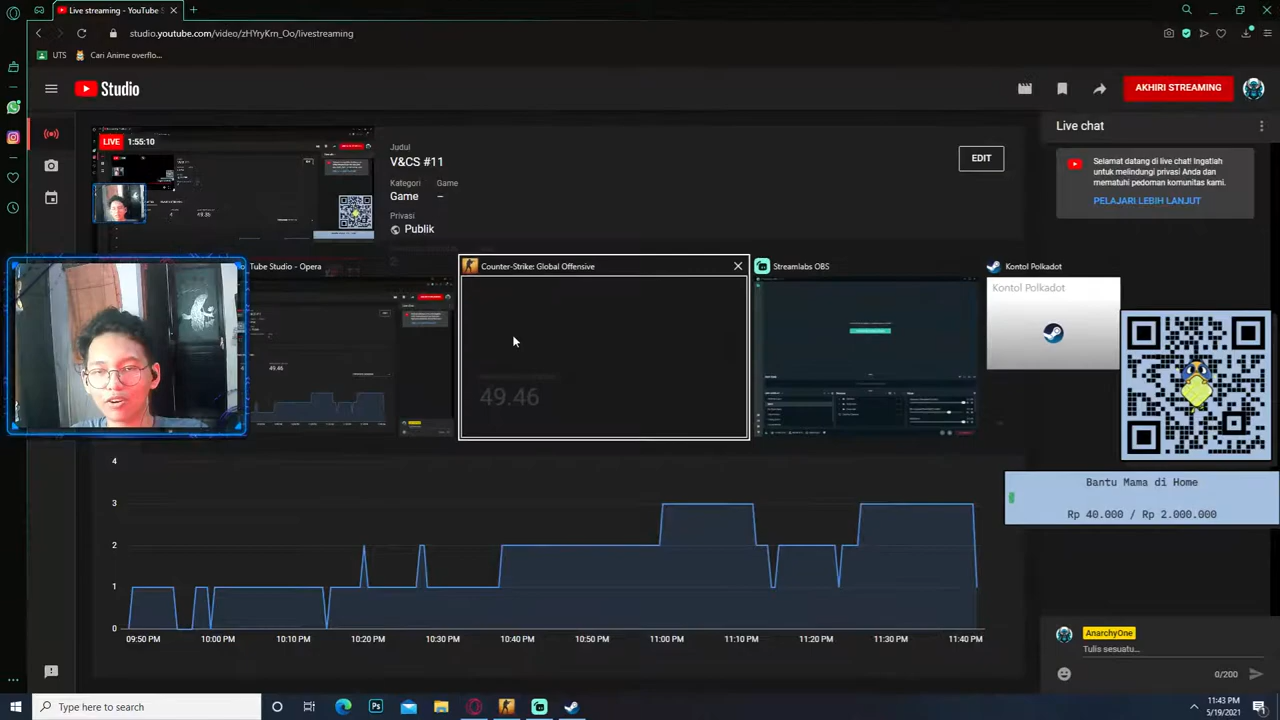 Live streaming - YouTube S
studio.youtube.com/video/zHYryKrn_Oo/livestreaming
UTS
Cari Anime overflo...
Studio
AKHIRI STREAMING
LIVE
1:55:10
Judul
V&CS #11
Kategori
Game
Game
–
Privasi
Publik
EDIT
Live chat
Selamat datang di live chat! Ingatlah
untuk melindungi privasi Anda dan
mematuhi pedoman komunitas kami.
PELAJARI LEBIH LANJUT
Tube Studio - Opera
Counter-Strike: Global Offensive
49:46
Streamlabs OBS
Kontol Polkadot
Kontol Polkadot
Bantu Mama di Home
Rp 40.000 / Rp 2.000.000
4
3
2
1
0
09:50 PM
10:00 PM
10:10 PM
10:20 PM
10:30 PM
10:40 PM
10:50 PM
11:00 PM
11:10 PM
11:20 PM
11:30 PM
11:40 PM
AnarchyOne
Tulis sesuatu...
0/200
Type here to search
Ps
11:43 PM
5/19/2021